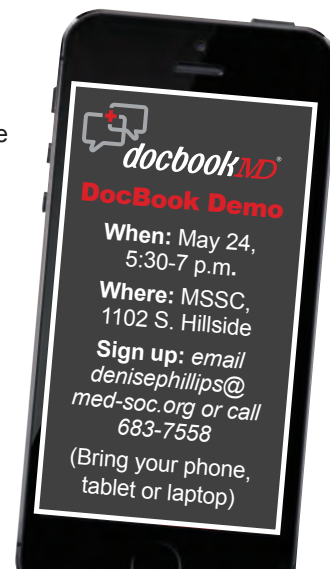 e
docbookMD®
DocBook Demo
When: May 24,
5:30-7 p.m.
Where: MSSC,
1102 S. Hillside
Sign up: email
denisephillips@
med-soc.org or call
683-7558
(Bring your phone,
tablet or laptop)